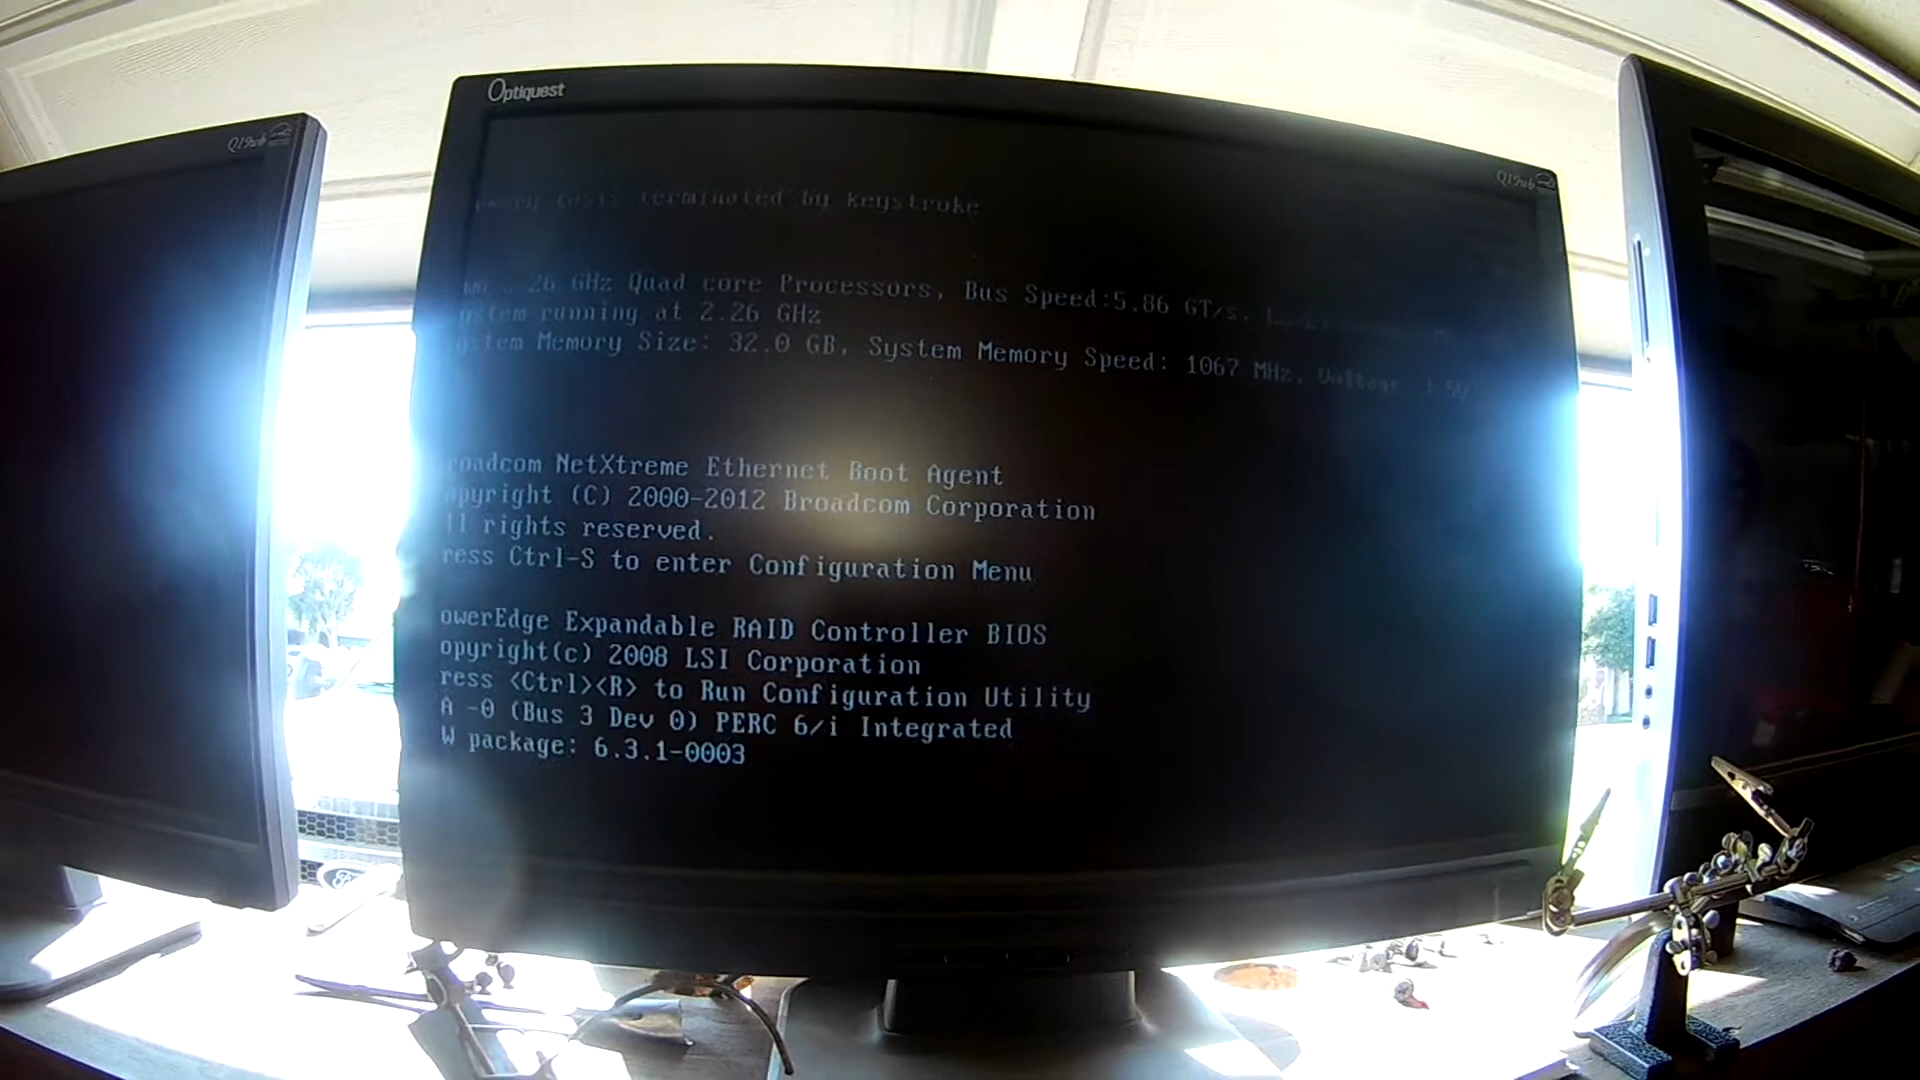 Optiquest
Q19wb
Q19wb
tests terminated by keystroke
26 GHz Quad core Processors, Bus Speed:5.86 GT/s,
ystem running at 2.26 GHz
ystem Memory Size: 32.0 GB, System Memory Speed: 1067 MHz, Voltage
roadcom NetXtreme Ethernet Boot Agent
opyright (C) 2000-2012 Broadcom Corporation
ll rights reserved.
ress Ctrl-S to enter Configuration Menu
owerEdge Expandable RAID Controller BIOS
opyright(c) 2008 LSI Corporation
ress <Ctrl><R> to Run Configuration Utility
A -0 (Bus 3 Dev 0) PERC 6/i Integrated
W package: 6.3.1-0003
Ford